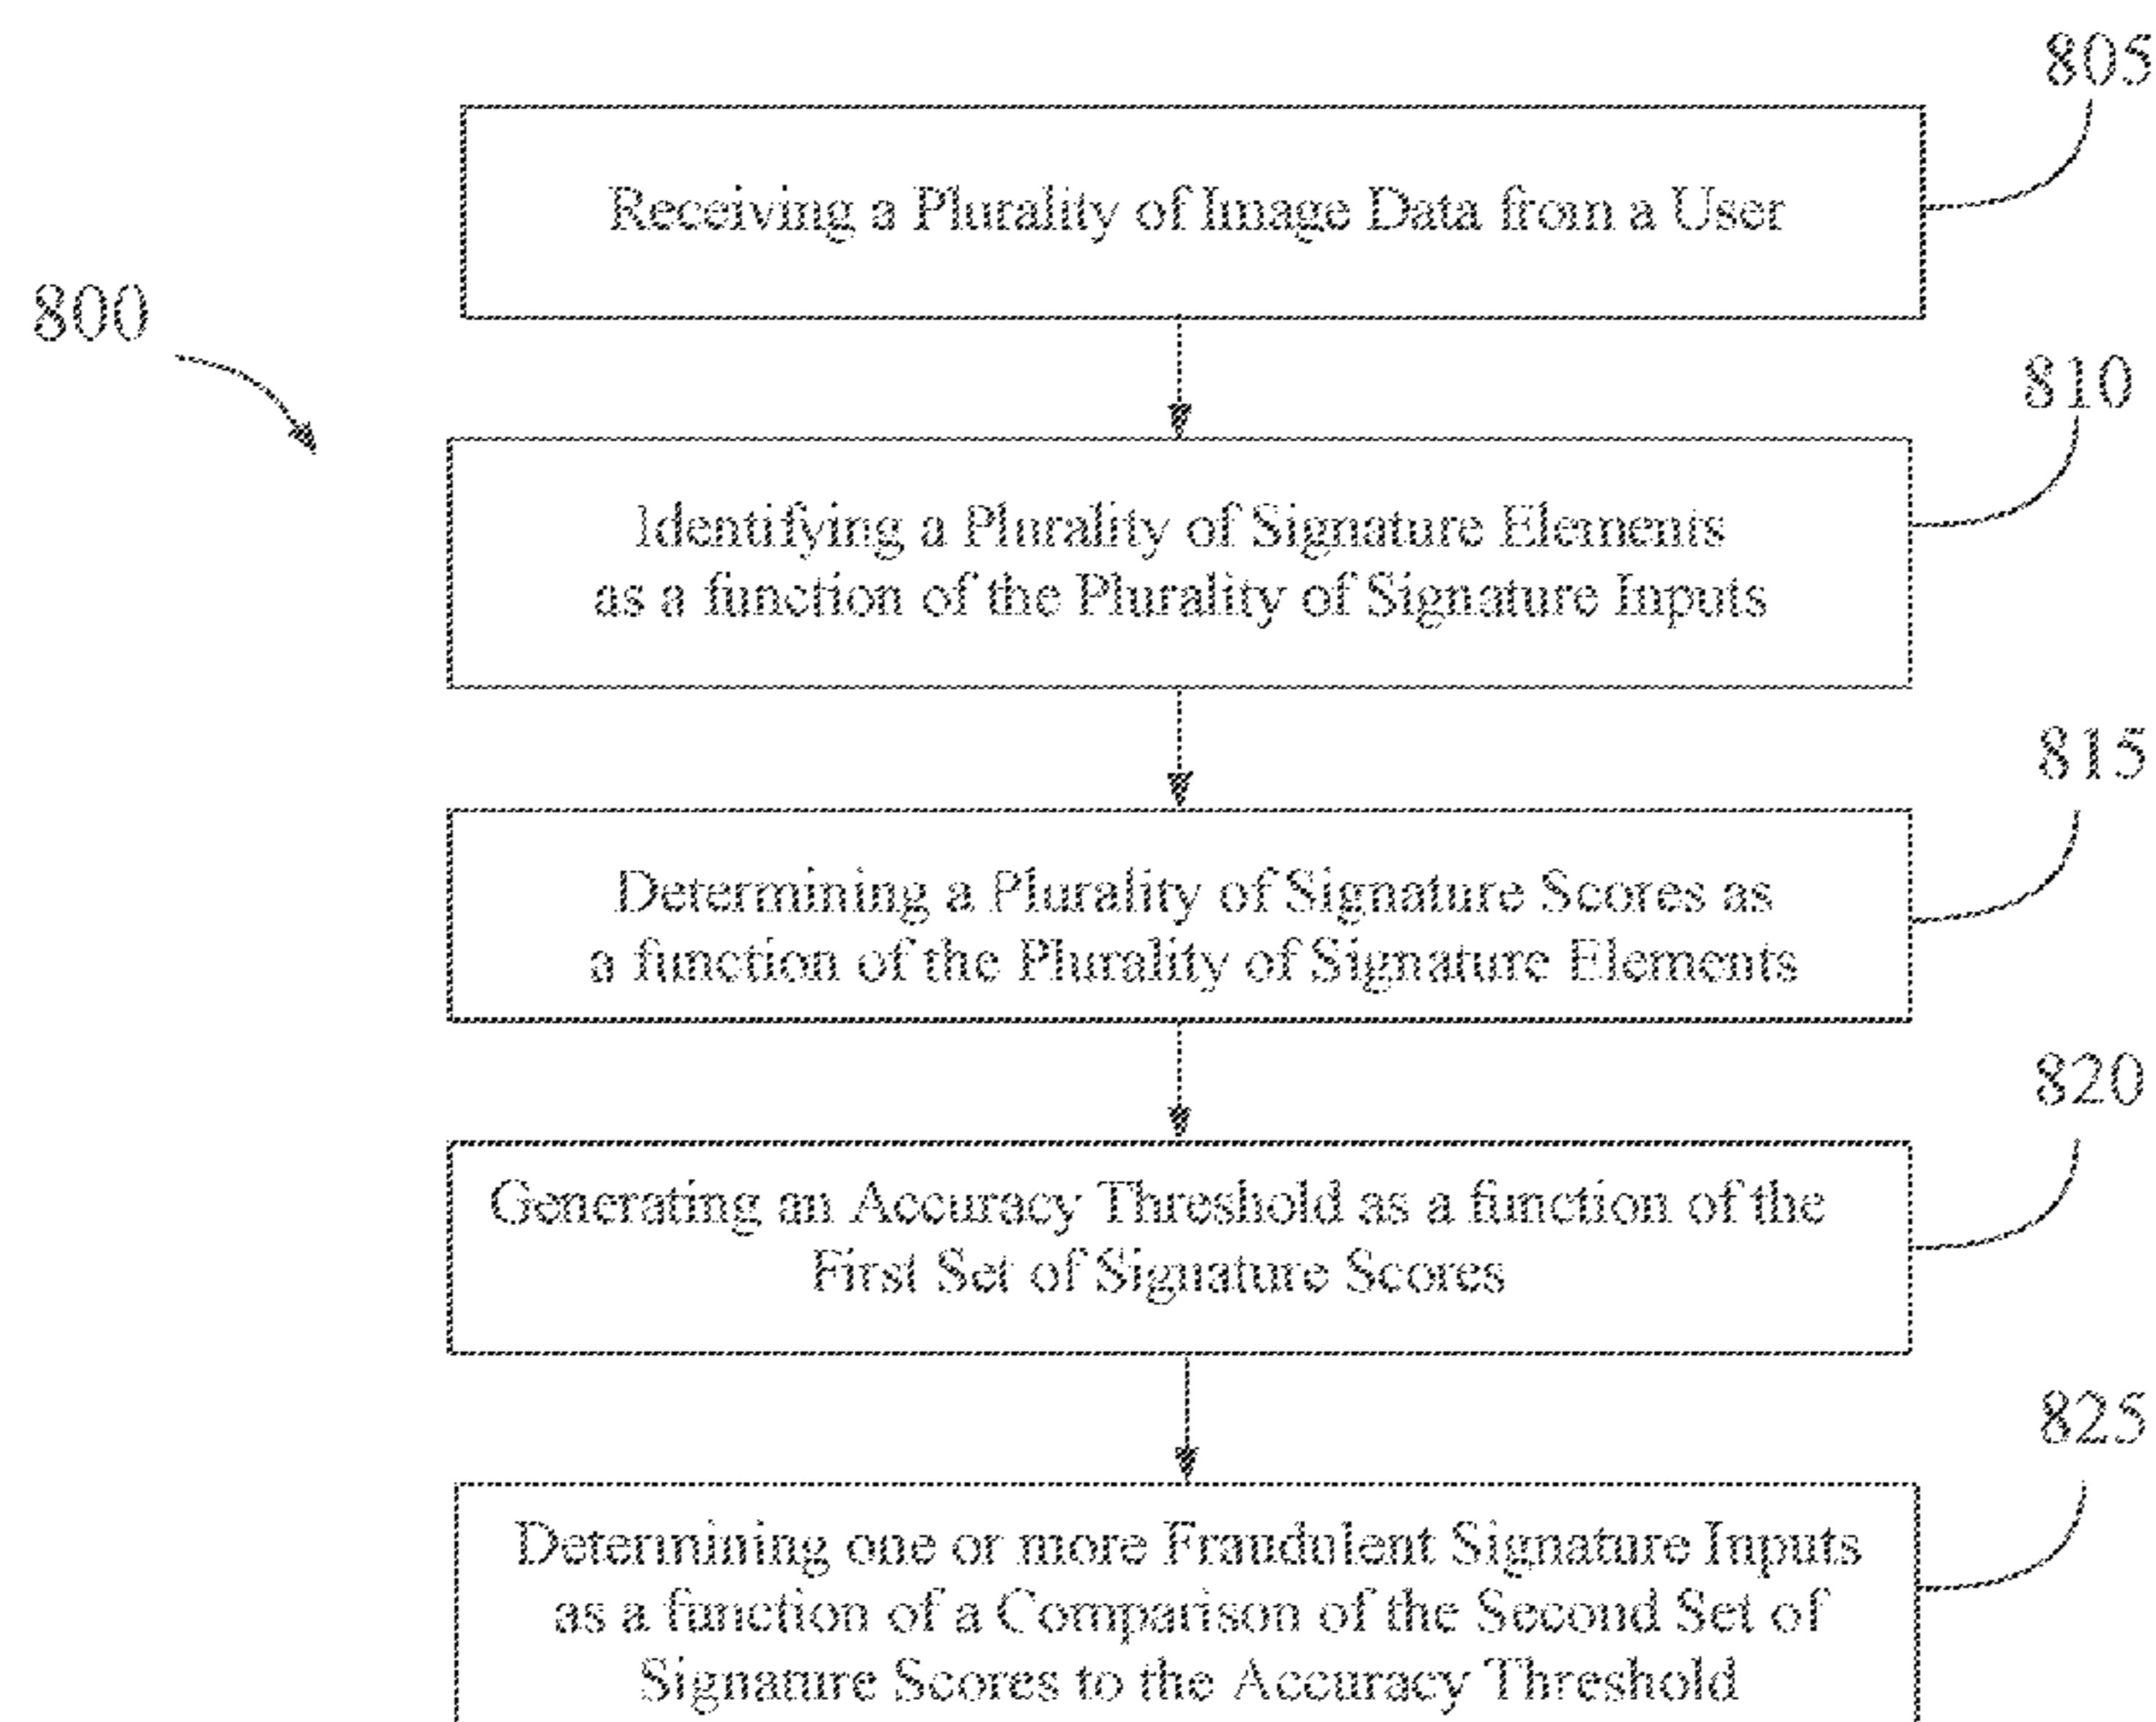 805
Receiving a Plurality of Image Data from a User
800
810
Identifying a Plurality of Signature Elements
as a function of the Plurality of Signature Inputs
815
Determining a Plurality of Signature Scores as
a function of the Plurality of Signature Elements
820
Generating an Accuracy Threshold as a function of the
First Set of Signature Scores
825
Determining one or more Fraudulent Signature Inputs
as a function of a Comparison of the Second Set of
Signature Scores to the Accuracy Threshold